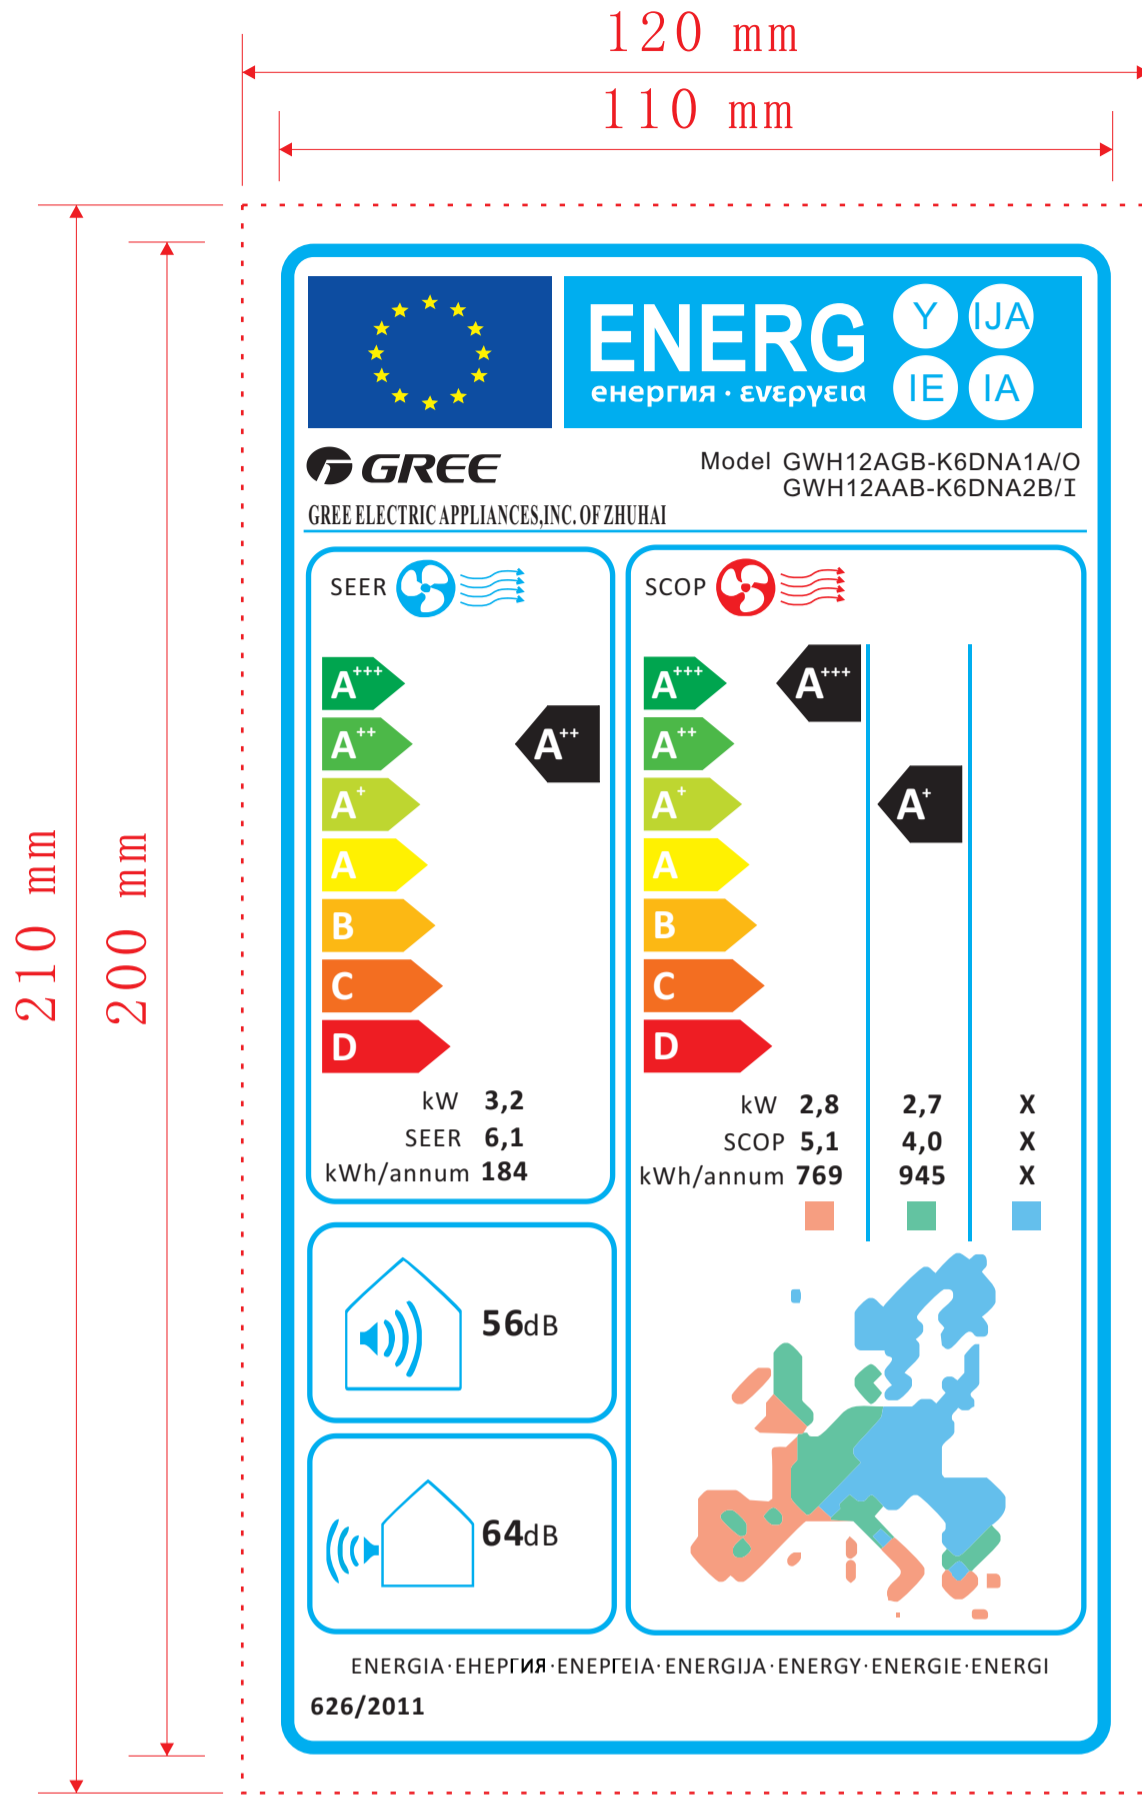 120 mm
110 mm
210 mm
200 mm
ENERG
енергия · ενεργεια
Y IJA
IE IA
GREE
Model GWH12AGB-K6DNA1A/O
GWH12AAB-K6DNA2B/I
GREE ELECTRIC APPLIANCES,INC. OF ZHUHAI
SEER
A+++
A++
A+
A
B
C
D
A++
kW 3,2
SEER 6,1
kWh/annum 184
SCOP
A+++
A++
A+
A
B
C
D
A+++
A+
kW 2,8 2,7 X
SCOP 5,1 4,0 X
kWh/annum 769 945 X
56dB
64dB
ENERGIA·ЕНЕРГИЯ·ΕΝΕΡΓΕΙΑ·ENERGIJA·ENERGY·ENERGIE·ENERGI
626/2011